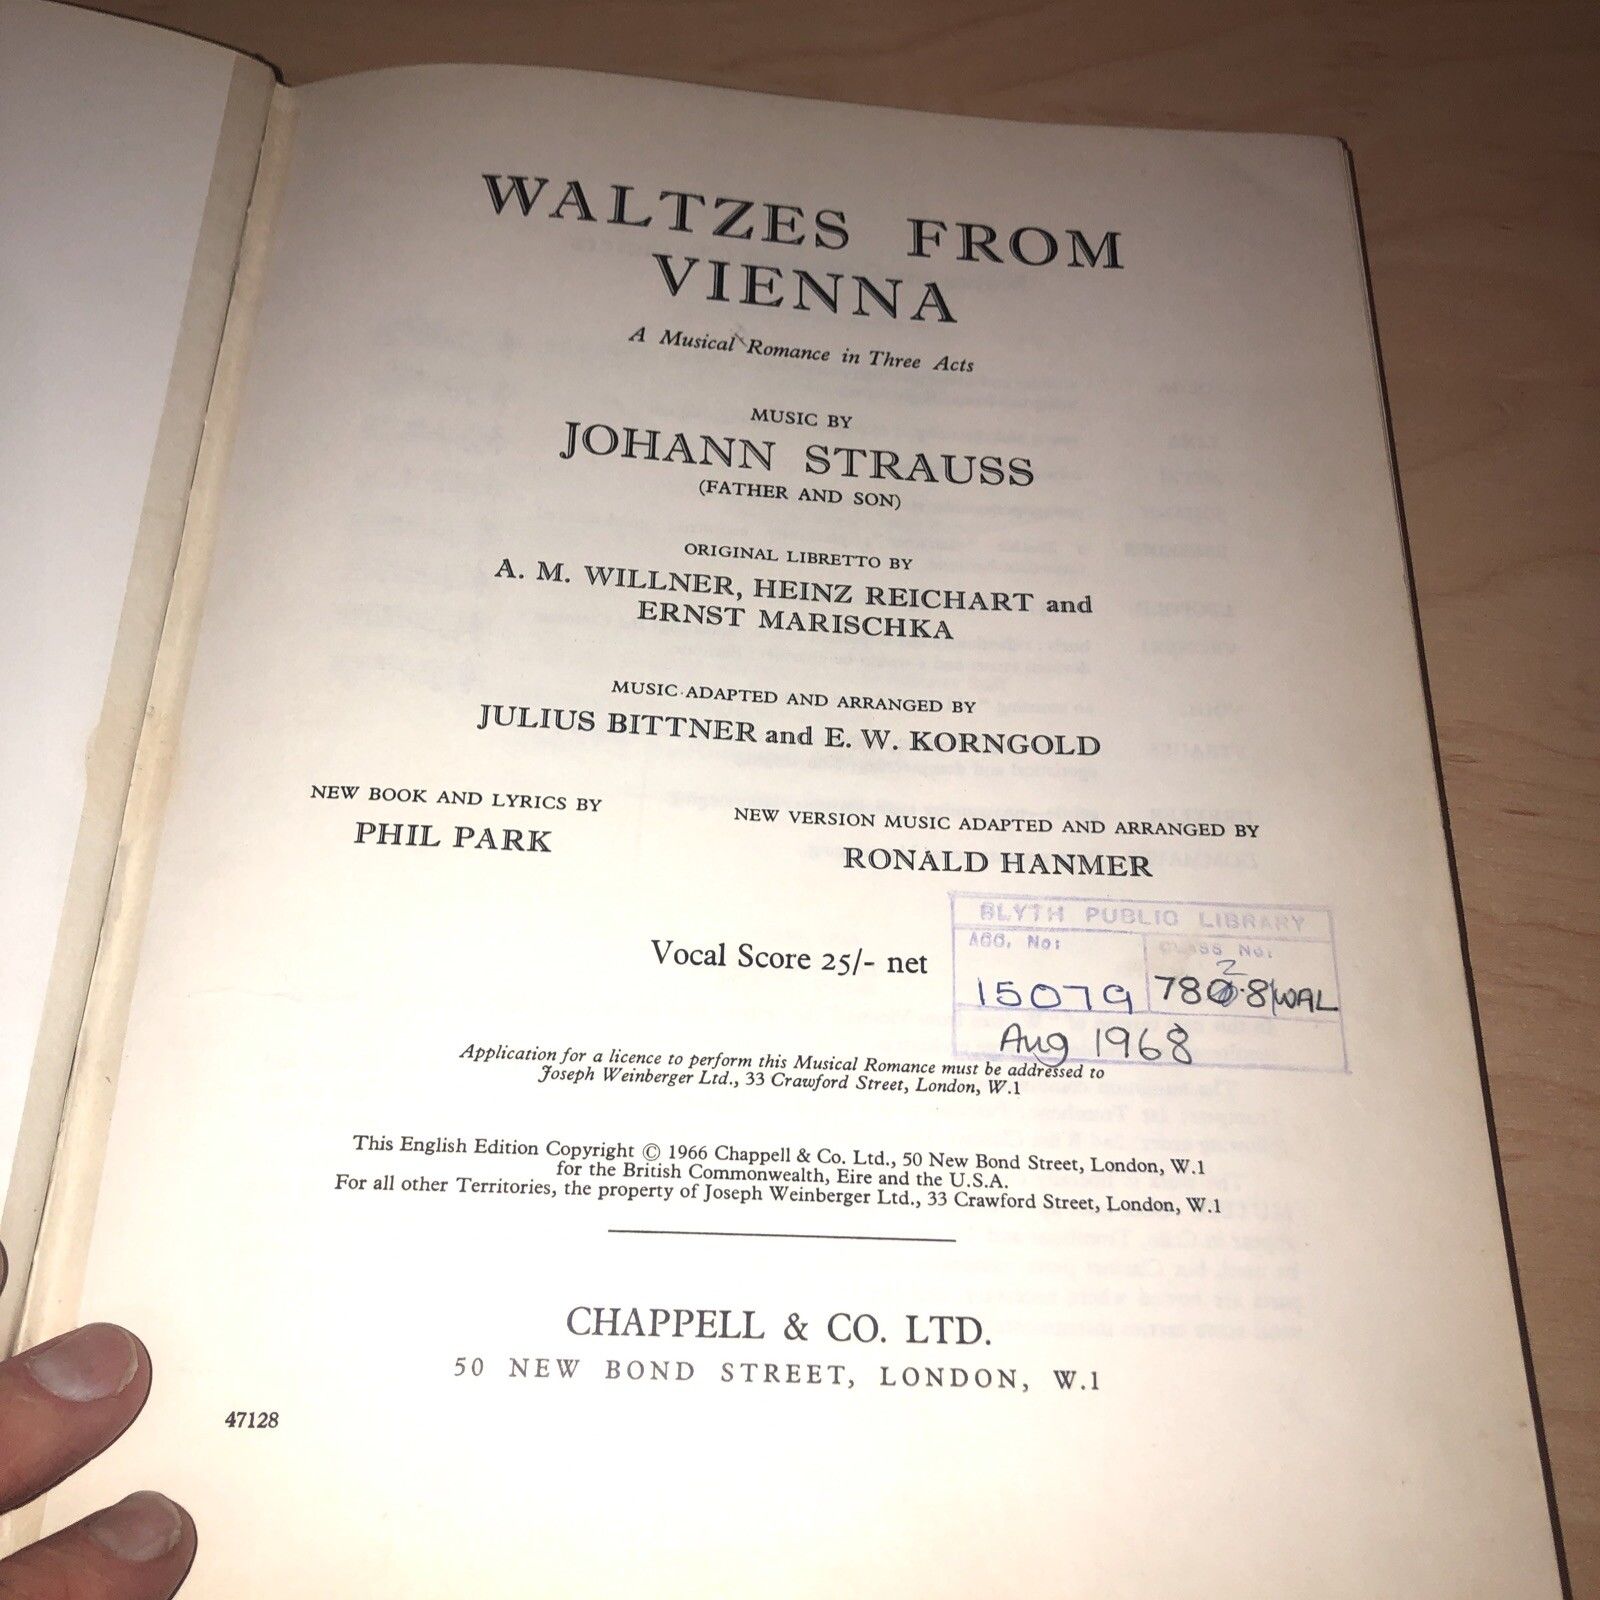 WALTZES FROM
VIENNA
A Musical Romance in Three Acts
MUSIC BY
JOHANN STRAUSS
(FATHER AND SON)
ORIGINAL LIBRETTO BY
A. M. WILLNER, HEINZ REICHART and
ERNST MARISCHKA
MUSIC ADAPTED AND ARRANGED BY
JULIUS BITTNER and E. W. KORNGOLD
NEW BOOK AND LYRICS BY
PHIL PARK
NEW VERSION MUSIC ADAPTED AND ARRANGED BY
RONALD HANMER
Vocal Score 25/- net
BLYTH PUBLIC LIBRARY
ACC. No:
CLASS No:
15079
782.8/WAL
Aug 1968
Application for a licence to perform this Musical Romance must be addressed to
Joseph Weinberger Ltd., 33 Crawford Street, London, W.1
This English Edition Copyright © 1966 Chappell & Co. Ltd., 50 New Bond Street, London, W.1
for the British Commonwealth, Eire and the U.S.A.
For all other Territories, the property of Joseph Weinberger Ltd., 33 Crawford Street, London, W.1
CHAPPELL & CO. LTD.
50 NEW BOND STREET, LONDON, W.1
47128